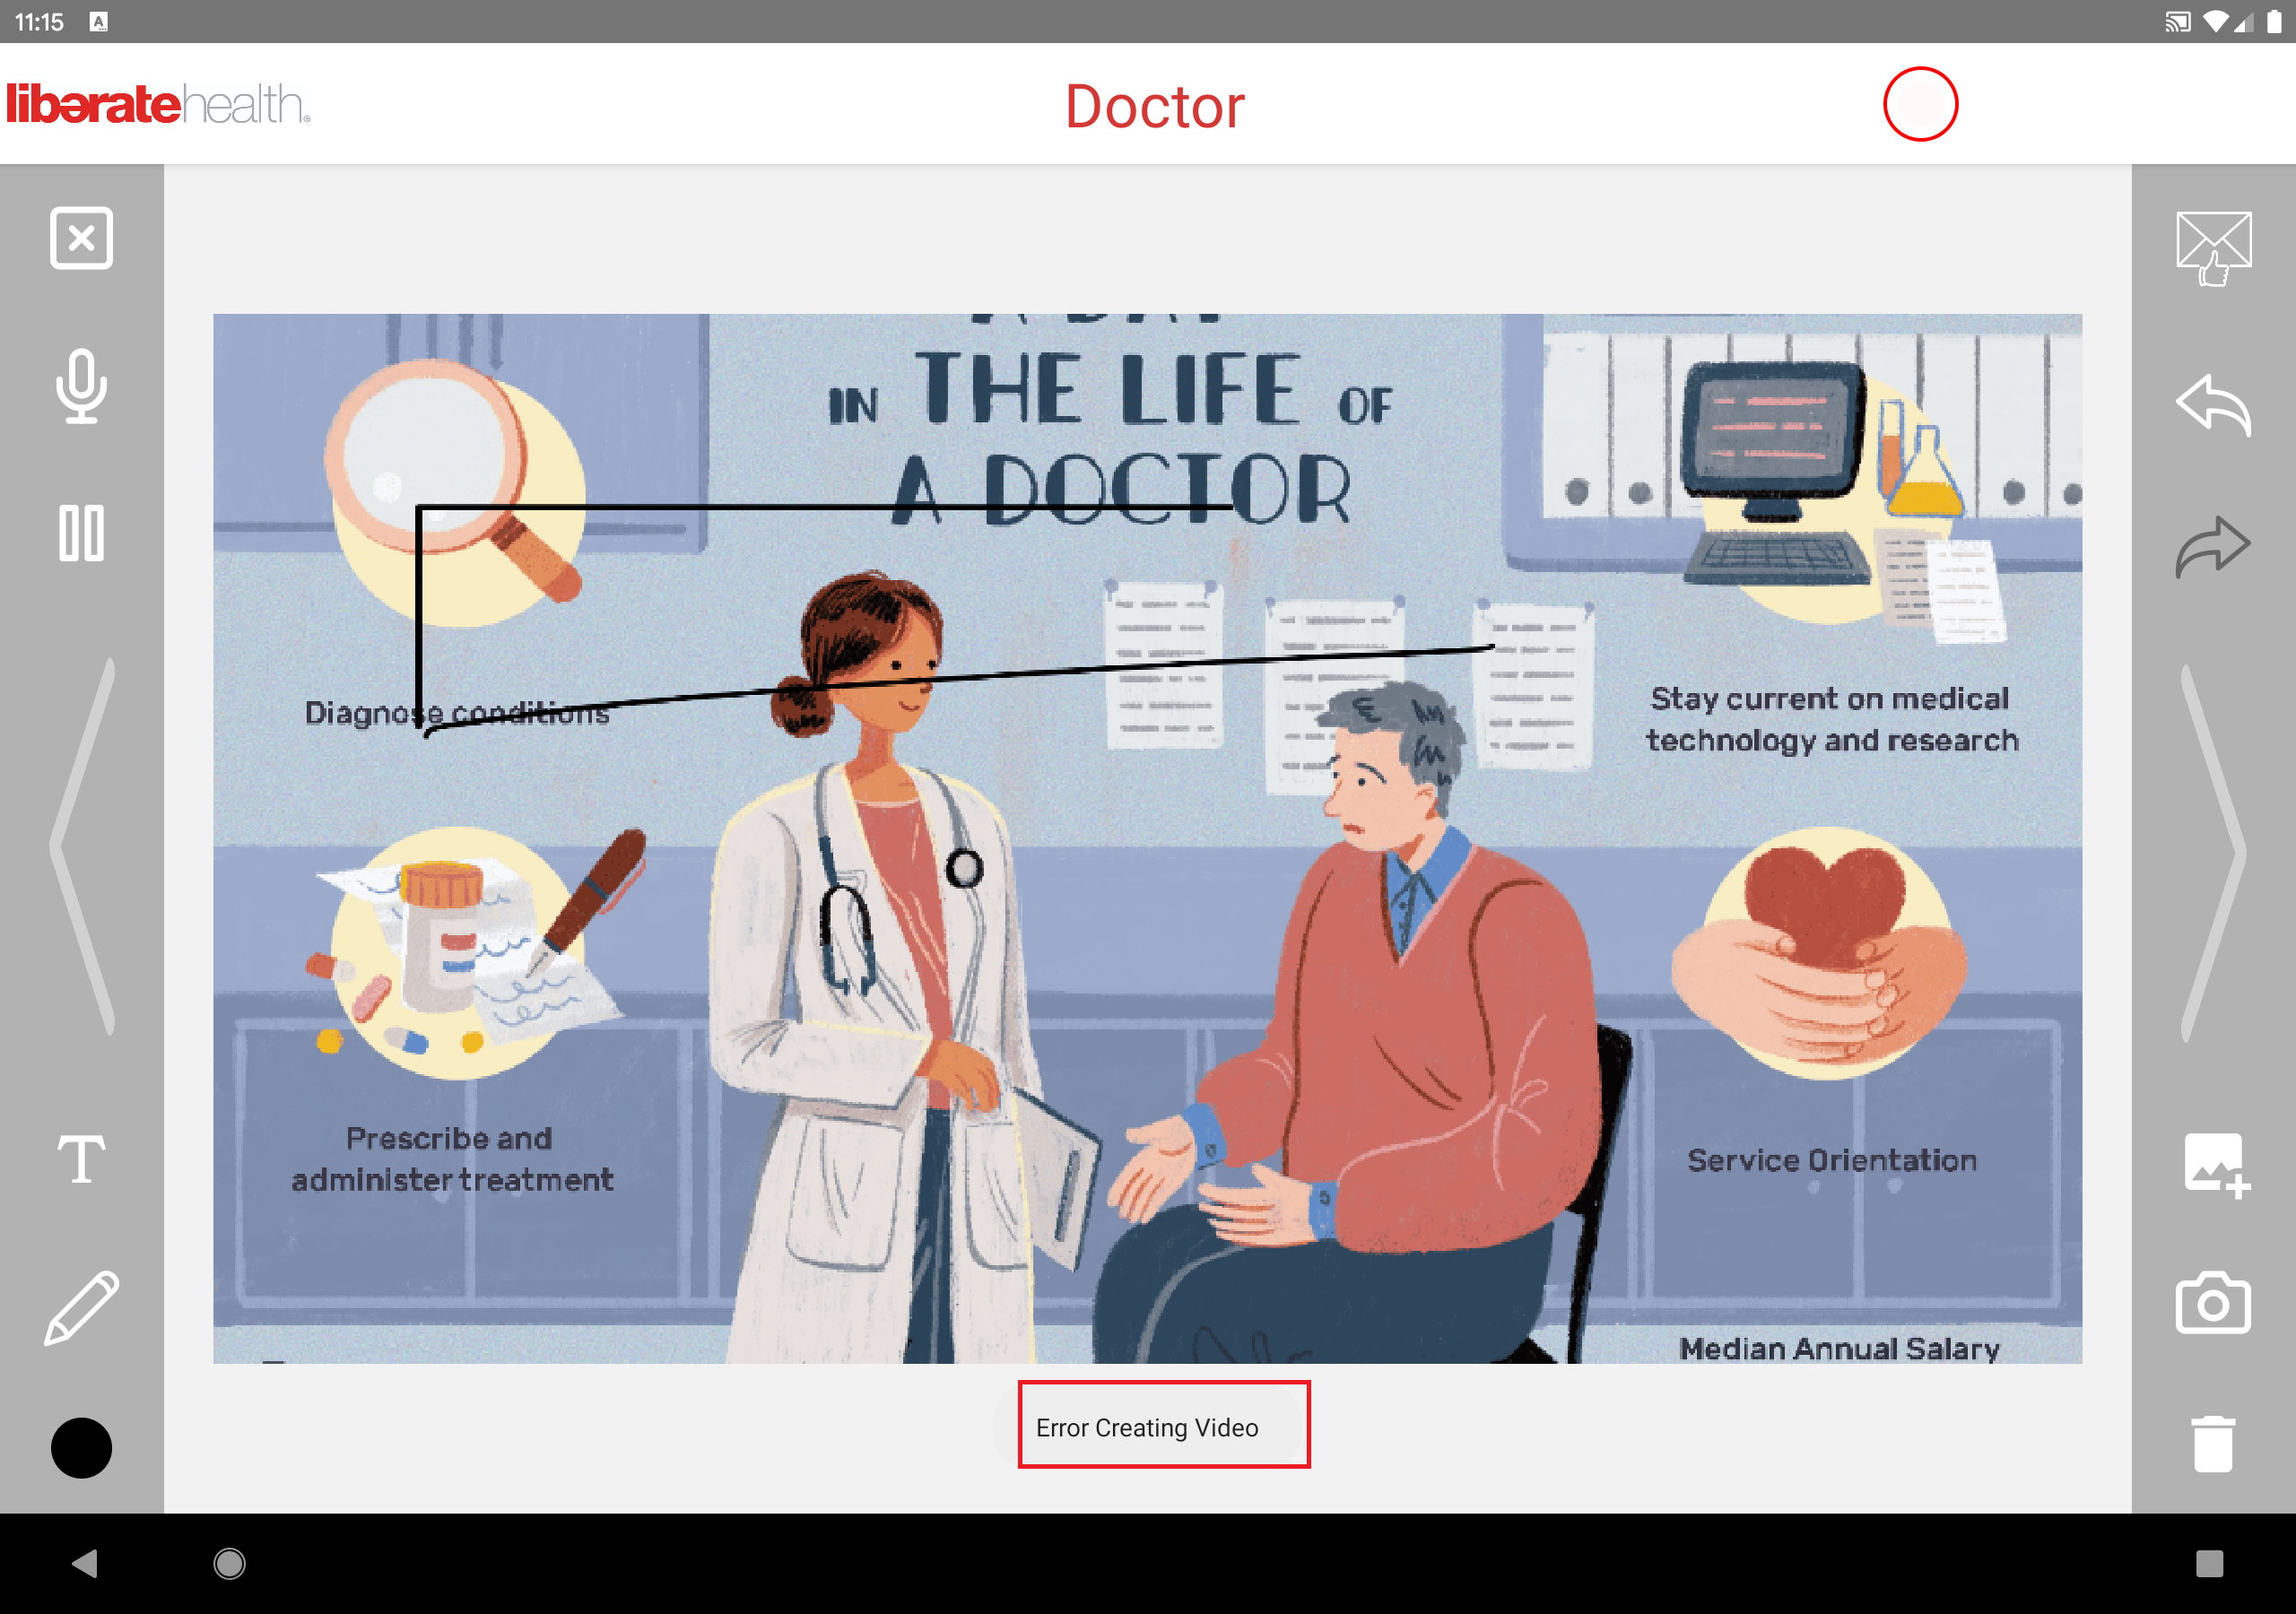 11:15
A
liberatehealth®
Doctor
A DAY
IN THE LIFE OF
A DOCTOR
Diagnose conditions
Stay current on medical
technology and research
Prescribe and
administer treatment
Service Orientation
Median Annual Salary
T
Error Creating Video